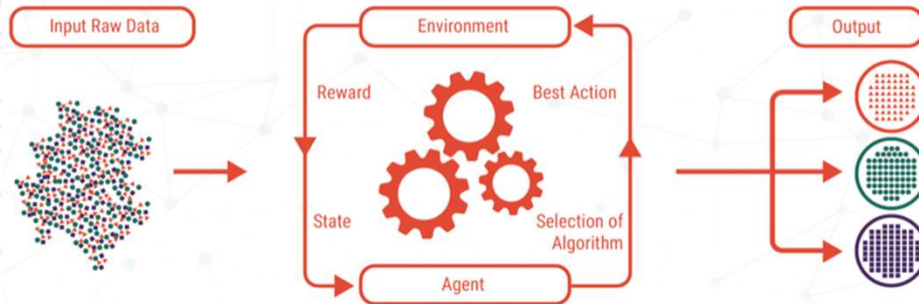 Input Raw Data
Environment
Output
Reward
Best Action
State
Selection of
Algorithm
Agent